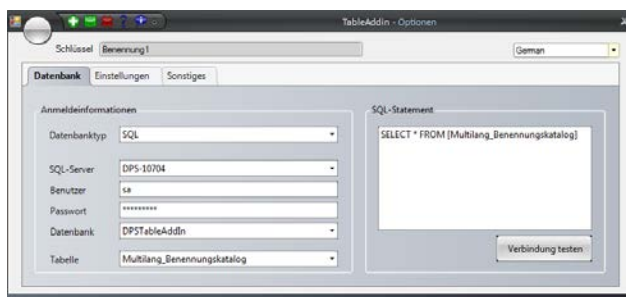 TableAddin - Optionen
Schlüssel Benennung1 German
Datenbank Einstellungen Sonstiges
Anmeldeinformationen
Datenbanktyp SQL
SQL-Server DPS-10704
Benutzer sa
Passwort *********
Datenbank DPSTableAddIn
Tabelle Multilang_Benennungskatalog
SQL-Statement
SELECT * FROM [Multilang_Benennungskatalog]
Verbindung testen